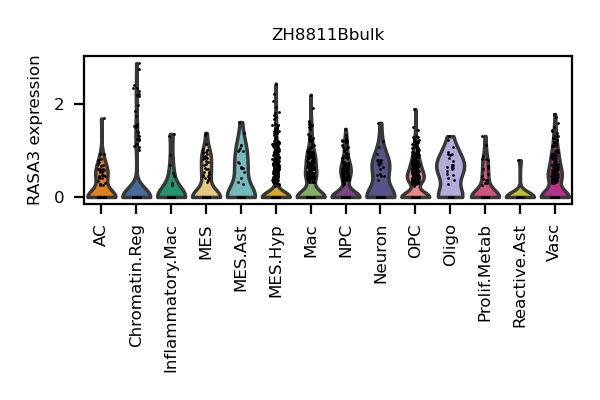 ZH8811Bbulk
RASA3 expression
2
0
AC
Chromatin.Reg
Inflammatory.Mac
MES
MES.Ast
MES.Hyp
Mac
NPC
Neuron
OPC
Oligo
Prolif.Metab
Reactive.Ast
Vasc